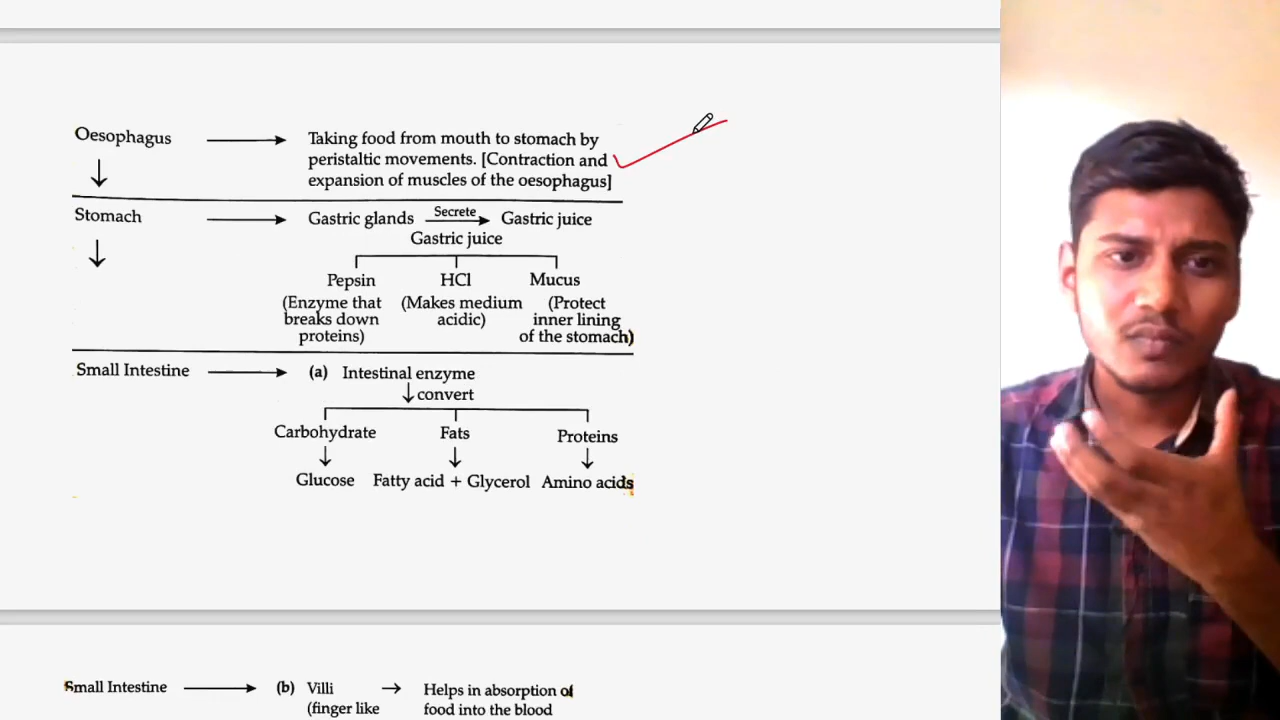 Oesophagus → Taking food from mouth to stomach by
peristaltic movements. [Contraction and
expansion of muscles of the oesophagus]
↓
Stomach → Gastric glands Secrete → Gastric juice
↓
Gastric juice
Pepsin HCl Mucus
(Enzyme that (Makes medium (Protect
breaks down acidic) inner lining
proteins) of the stomach)
Small Intestine → (a) Intestinal enzyme
↓ convert
Carbohydrate Fats Proteins
↓ ↓ ↓
Glucose Fatty acid + Glycerol Amino acids
Small Intestine → (b) Villi → Helps in absorption of
(finger like food into the blood